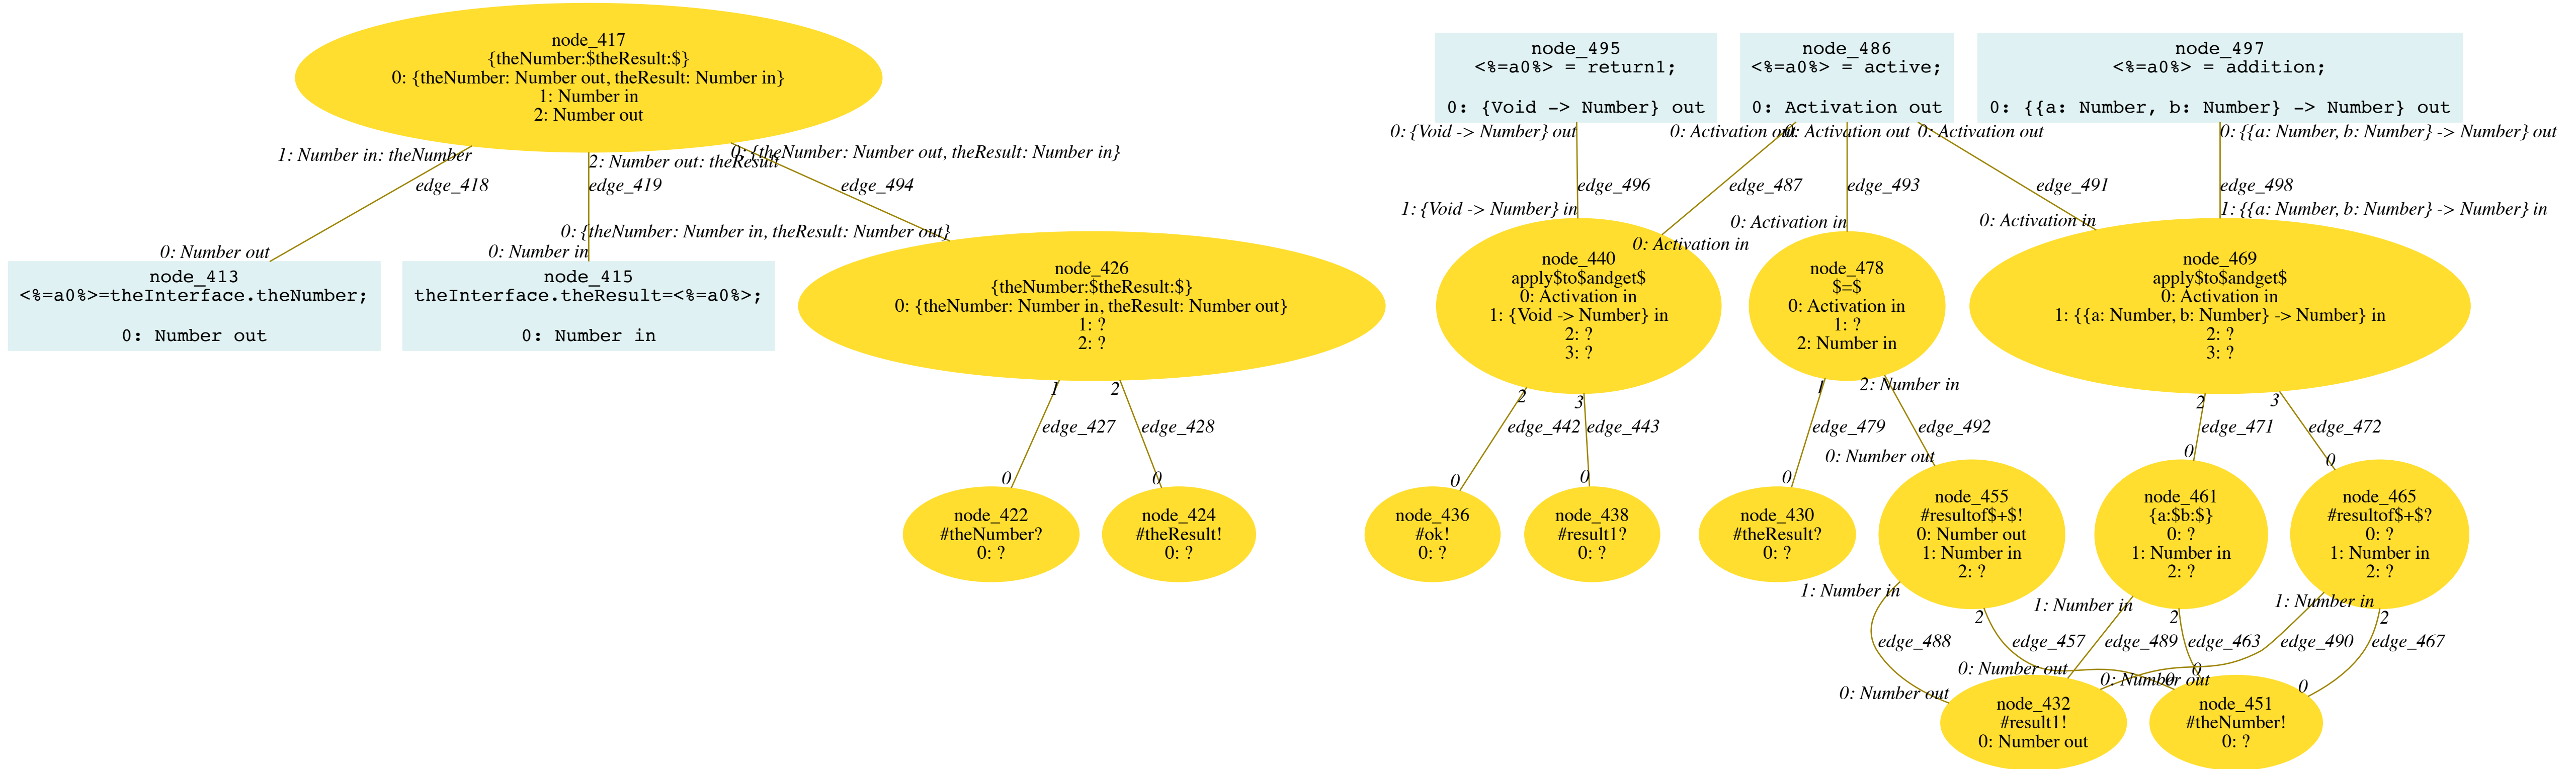 node_417
{theNumber:$theResult:$}
0: {theNumber: Number out, theResult: Number in}
1: Number in
2: Number out
node_495
<%=a0%> = return1;
0: {Void -> Number} out
node_486
<%=a0%> = active;
0: Activation out
node_497
<%=a0%> = addition;
0: {{a: Number, b: Number} -> Number} out
1: Number in: theNumber
2: Number out: theResult
0: {theNumber: Number out, theResult: Number in}
0: {Void -> Number} out
0: Activation out
0: Activation out
0: Activation out
0: {{a: Number, b: Number} -> Number} out
edge_418
edge_419
edge_494
edge_496
edge_487
edge_493
edge_491
edge_498
0: Number out
0: Number in
0: {theNumber: Number in, theResult: Number out}
1: {Void -> Number} in
0: Activation in
0: Activation in
0: Activation in
1: {{a: Number, b: Number} -> Number} in
node_413
<%=a0%>=theInterface.theNumber;
0: Number out
node_415
theInterface.theResult=<%=a0%>;
0: Number in
node_426
{theNumber:$theResult:$}
0: {theNumber: Number in, theResult: Number out}
1: ?
2: ?
node_440
apply$to$andget$
0: Activation in
1: {Void -> Number} in
2: ?
3: ?
node_478
$=$
0: Activation in
1: ?
2: Number in
node_469
apply$to$andget$
0: Activation in
1: {{a: Number, b: Number} -> Number} in
2: ?
3: ?
1
2
2
3
1
2: Number in
2
3
edge_427
edge_428
edge_442
edge_443
edge_479
edge_492
edge_471
edge_472
0
0
0
0
0
0: Number out
0
0
node_422
#theNumber?
0: ?
node_424
#theResult!
0: ?
node_436
#ok!
0: ?
node_438
#result1?
0: ?
node_430
#theResult?
0: ?
node_455
#resultof$+$!
0: Number out
1: Number in
2: ?
node_461
{a:$b:$}
0: ?
1: Number in
2: ?
node_465
#resultof$+$?
0: ?
1: Number in
2: ?
1: Number in
2
1: Number in
2
1: Number in
2
edge_488
edge_457
edge_489
edge_463
edge_490
edge_467
0: Number out
0: Number out
0: Number out
0
0
0
node_432
#result1!
0: Number out
node_451
#theNumber!
0: ?